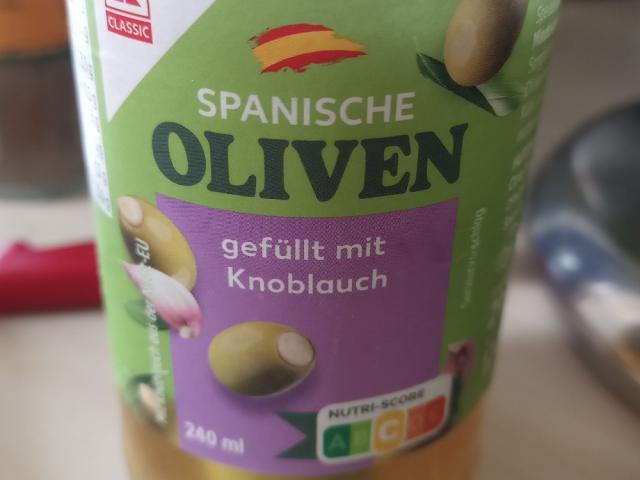 CLASSIC
SPANISCHE
OLIVEN
gefüllt mit
Knoblauch
240 ml
NUTRI-SCORE
C